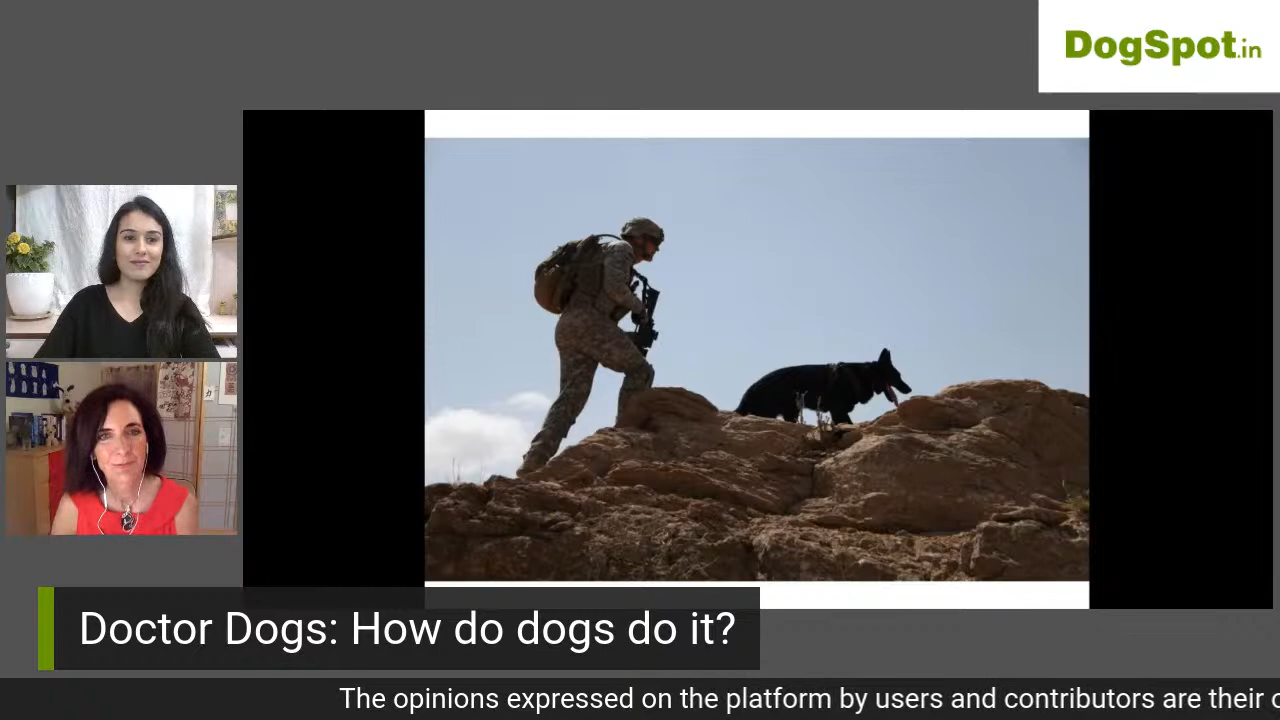 DogSpot.in
Doctor Dogs: How do dogs do it?
The opinions expressed on the platform by users and contributors are their